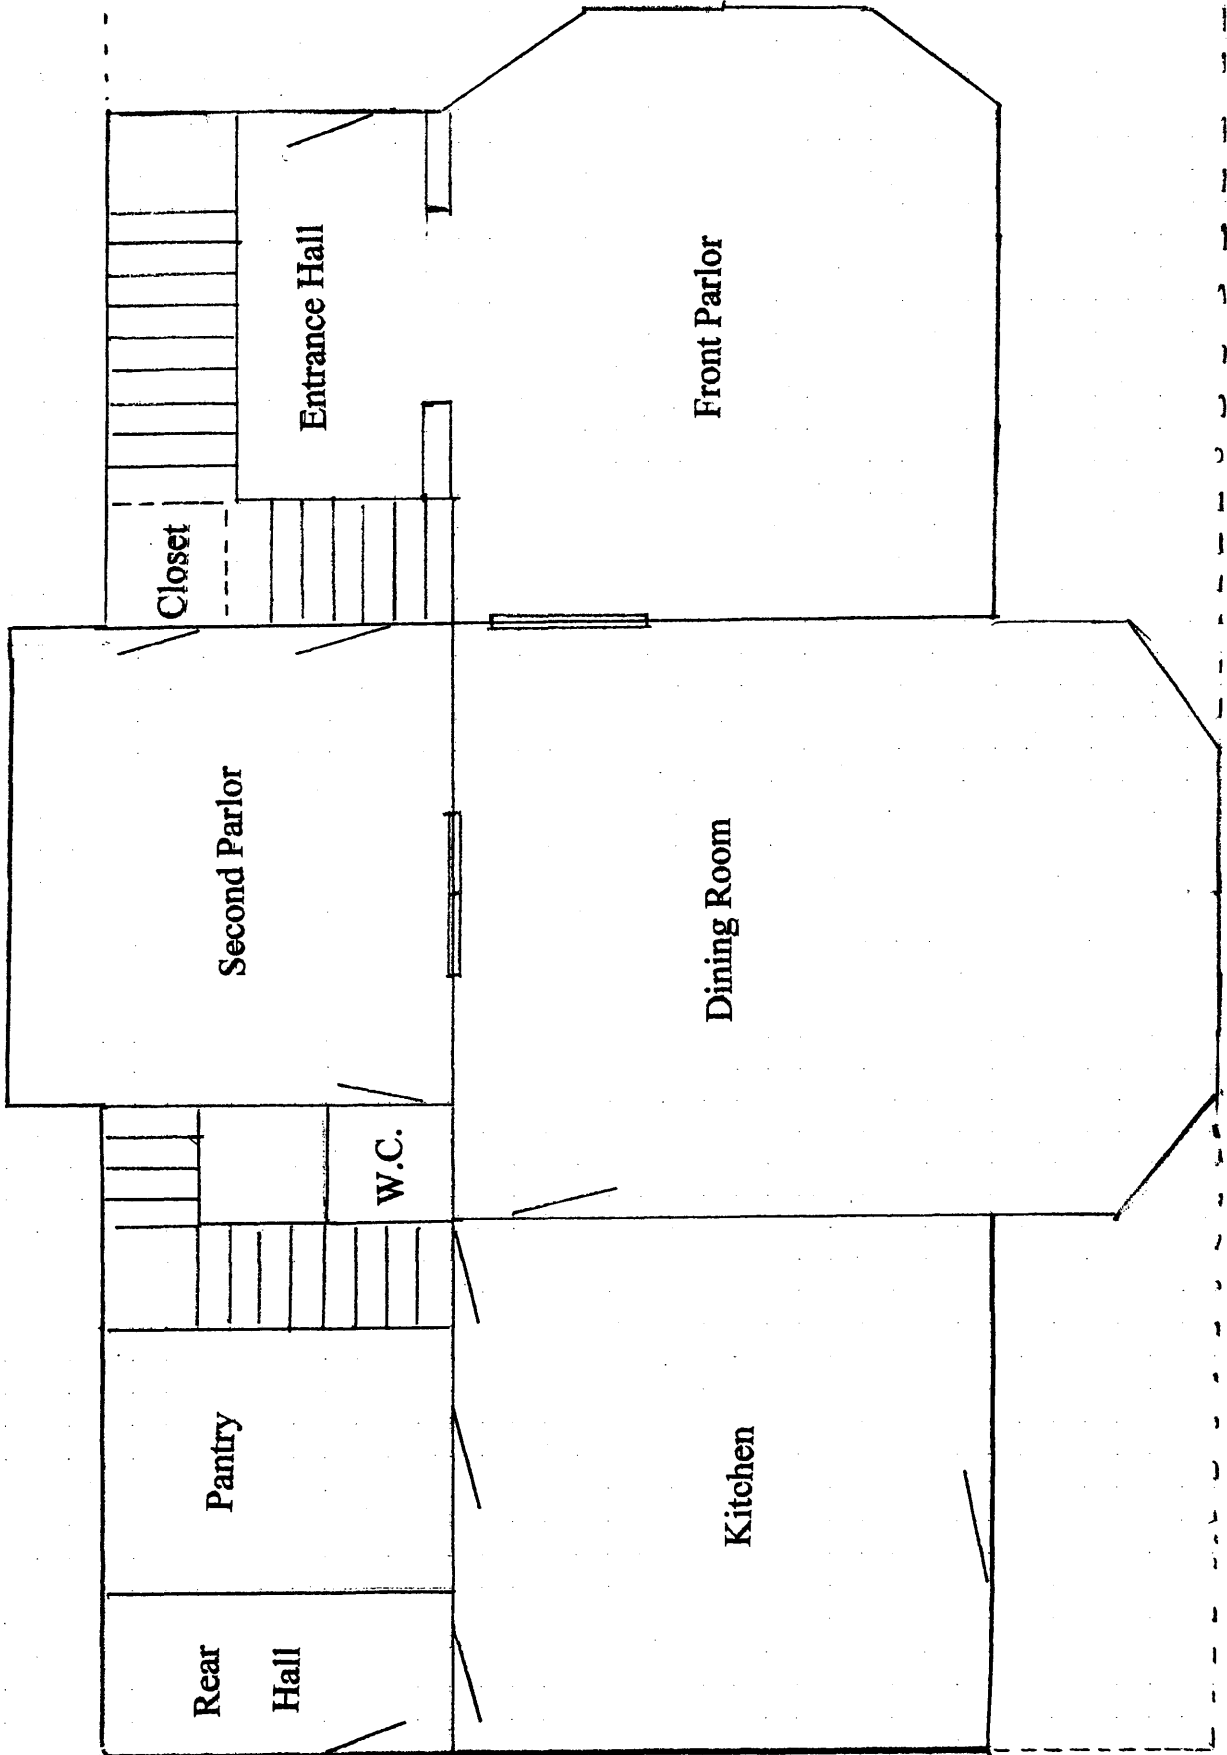 Rear
Hall
Pantry
Kitchen
W.C.
Second Parlor
Dining Room
Closet
Entrance Hall
Front Parlor